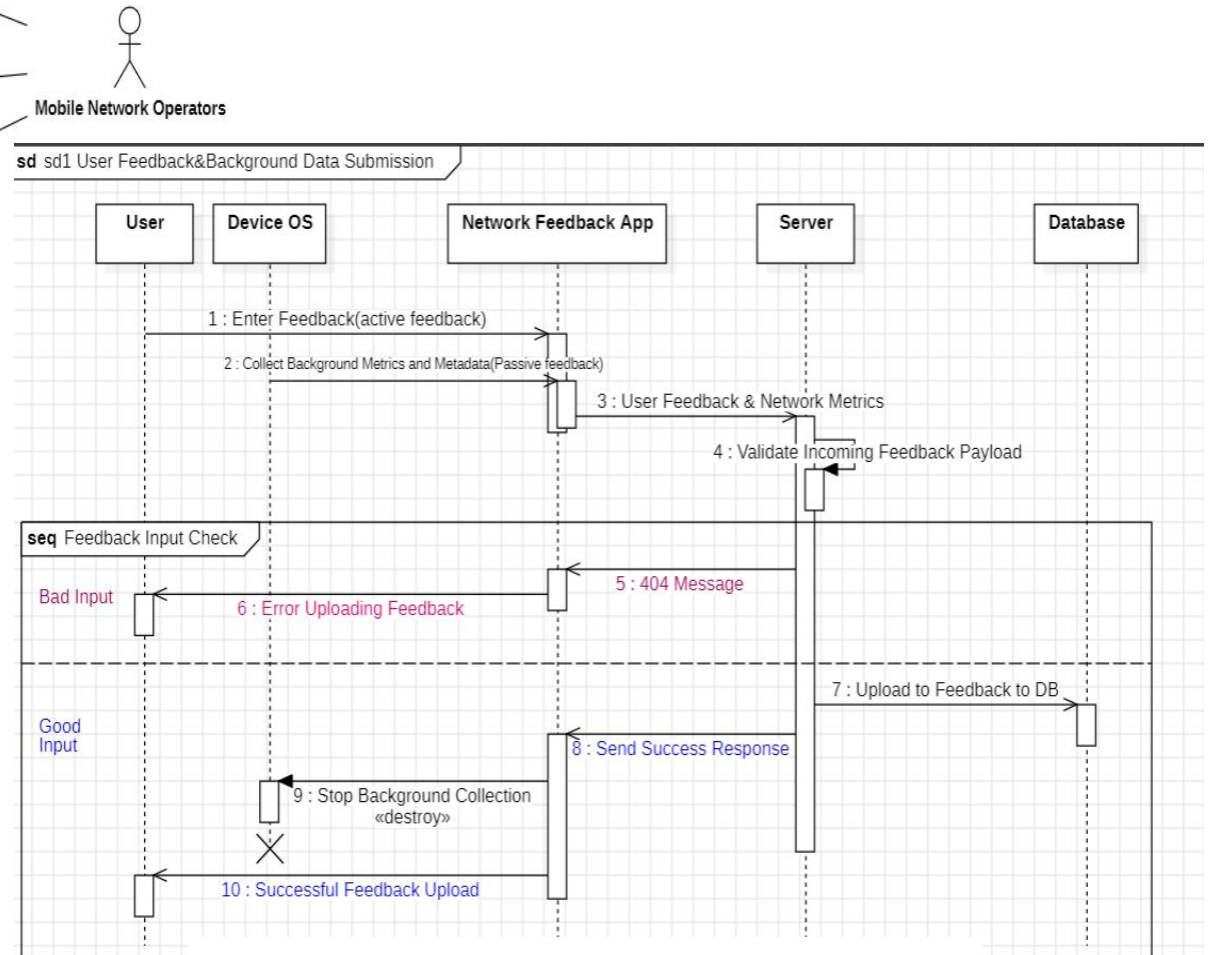 Mobile Network Operators
sd sd1 User Feedback&Background Data Submission
User
Device OS
Network Feedback App
Server
Database
1 : Enter Feedback(active feedback)
2 : Collect Background Metrics and Metadata(Passive feedback)
3 : User Feedback & Network Metrics
4 : Validate Incoming Feedback Payload
seq Feedback Input Check
Bad Input
5 : 404 Message
6 : Error Uploading Feedback
7 : Upload to Feedback to DB
Good
Input
8 : Send Success Response
9 : Stop Background Collection
«destroy»
10 : Successful Feedback Upload